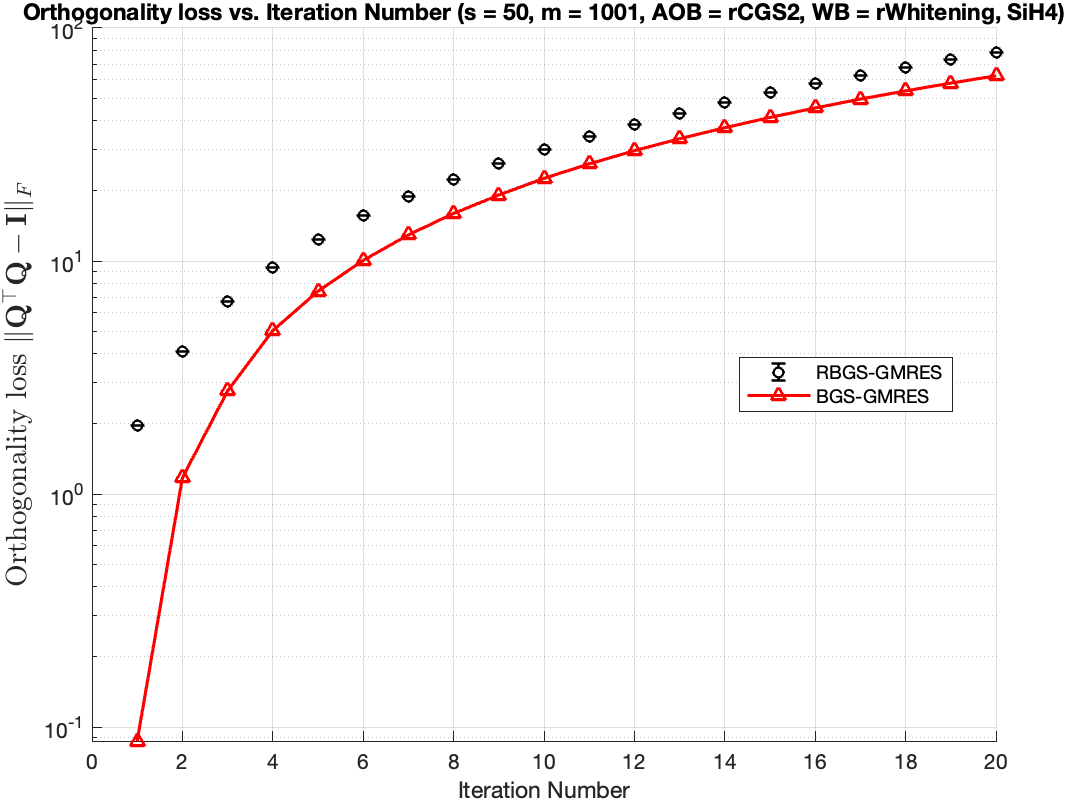 Orthogonality loss vs. Iteration Number (s = 50, m = 1001, AOB = rCGS2, WB = rWhitening, SiH4)
10^2
10^1
10^0
10^-1
Orthogonality loss ||Q^⊤Q − I||_F
RBGS-GMRES
BGS-GMRES
0 2 4 6 8 10 12 14 16 18 20
Iteration Number